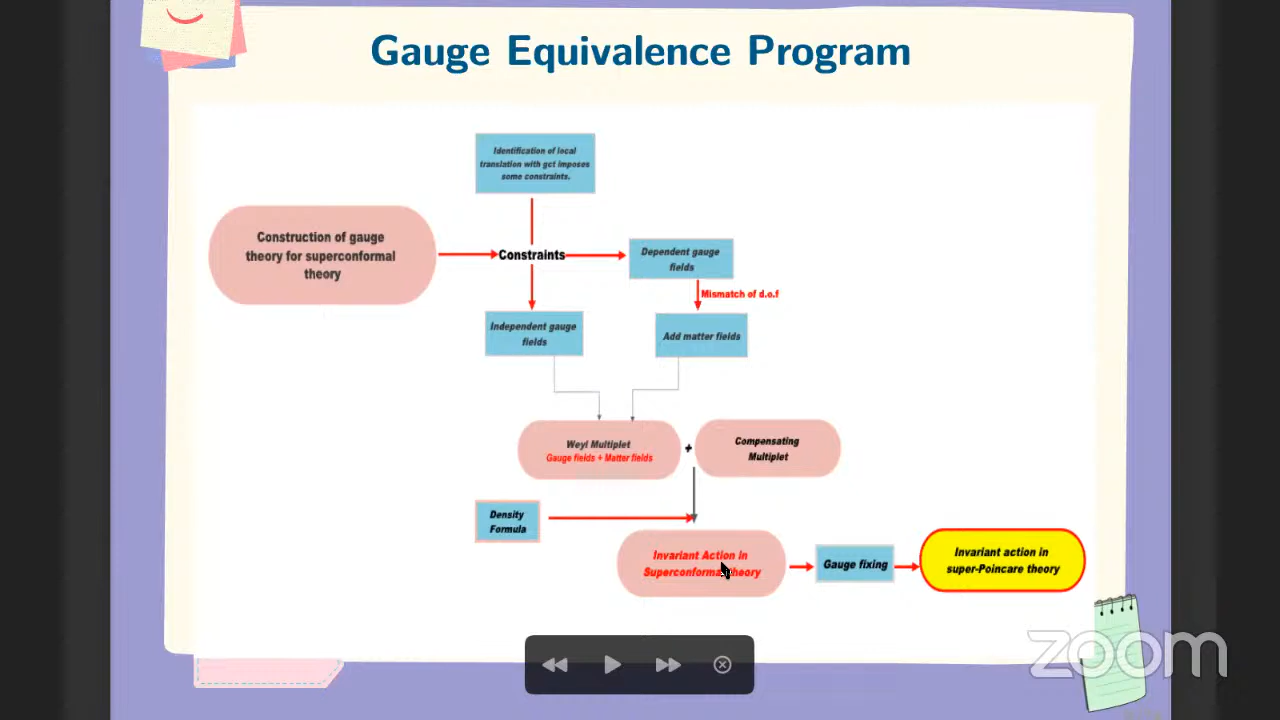 Gauge Equivalence Program
Identification of local
translation with gct imposes
some constraints.
Construction of gauge
theory for superconformal
theory
Constraints
Dependent gauge
fields
Mismatch of d.o.f
Independent gauge
fields
Add matter fields
Weyl Multiplet
Gauge fields + Matter fields
+
Compensating
Multiplet
Density
Formula
Invariant Action in
Superconformal theory
Gauge fixing
Invariant action in
super-Poincare theory
zoom